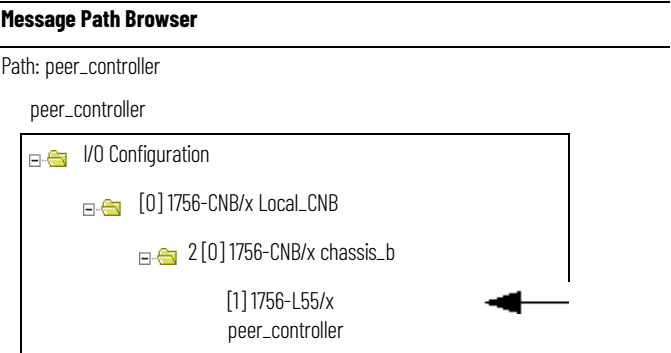 Message Path Browser
Path: peer_controller
peer_controller
I/O Configuration
[0] 1756-CNB/x Local_CNB
2 [0] 1756-CNB/x chassis_b
[1] 1756-L55/x
peer_controller